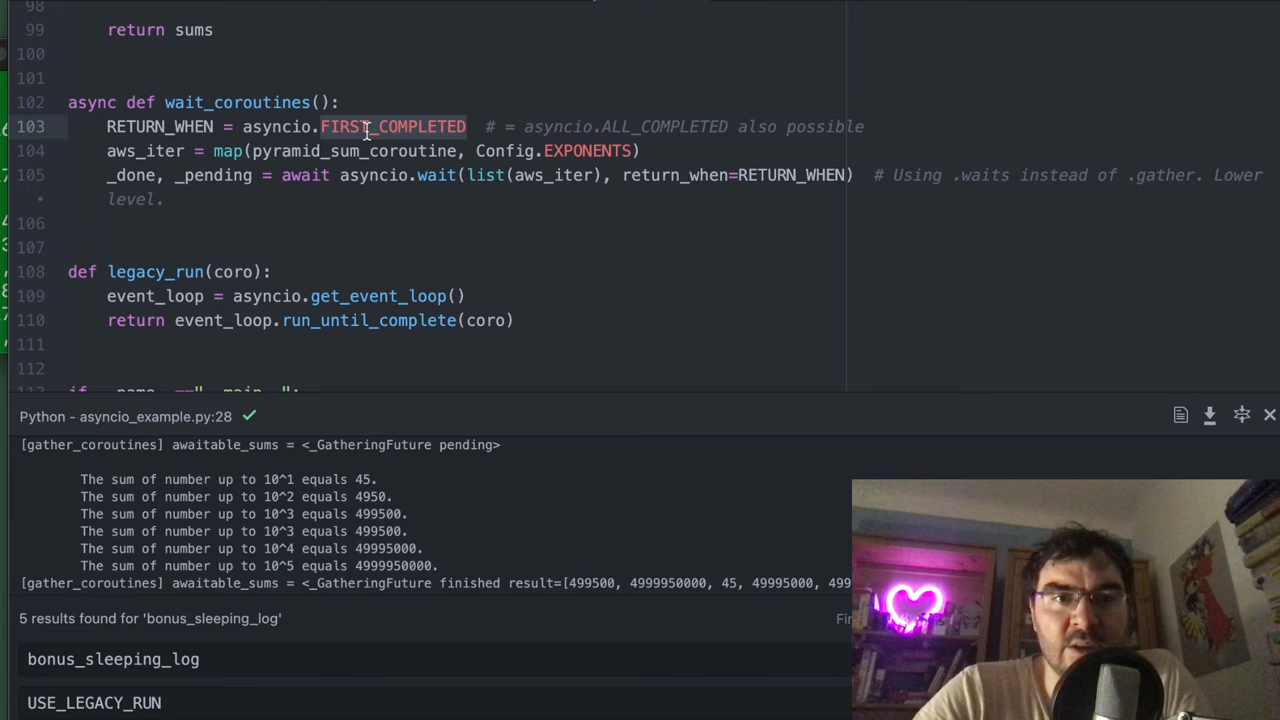 98
99 return sums
100
101
102 async def wait_coroutines():
103 RETURN_WHEN = asyncio.FIRST_COMPLETED # = asyncio.ALL_COMPLETED also possible
104 aws_iter = map(pyramid_sum_coroutine, Config.EXPONENTS)
105 _done, _pending = await asyncio.wait(list(aws_iter), return_when=RETURN_WHEN) # Using .waits instead of .gather. Lower
• level.
106
107
108 def legacy_run(coro):
109 event_loop = asyncio.get_event_loop()
110 return event_loop.run_until_complete(coro)
111
112
Python - asyncio_example.py:28
[gather_coroutines] awaitable_sums = <_GatheringFuture pending>
The sum of number up to 10^1 equals 45.
The sum of number up to 10^2 equals 4950.
The sum of number up to 10^3 equals 499500.
The sum of number up to 10^3 equals 499500.
The sum of number up to 10^4 equals 49995000.
The sum of number up to 10^5 equals 4999950000.
[gather_coroutines] awaitable_sums = <_GatheringFuture finished result=[499500, 4999950000, 45, 49995000, 499
5 results found for 'bonus_sleeping_log'
bonus_sleeping_log
USE_LEGACY_RUN